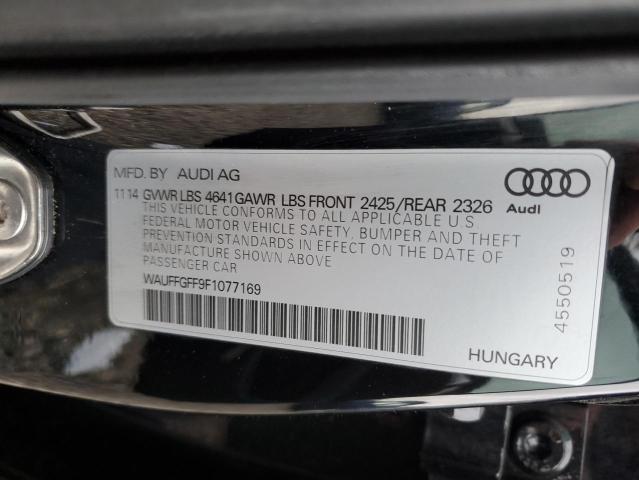 MFD. BY AUDI AG
11 14 GVWR LBS 4641 GAWR LBS FRONT 2425/REAR 2326
THIS VEHICLE CONFORMS TO ALL APPLICABLE U.S
FEDERAL MOTOR VEHICLE SAFETY, BUMPER AND THEFT
PREVENTION STANDARDS IN EFFECT ON THE DATE OF
MANUFACTURE SHOWN ABOVE
PASSENGER CAR
WAUFFGFF9F1077169
Audi
4550519
HUNGARY